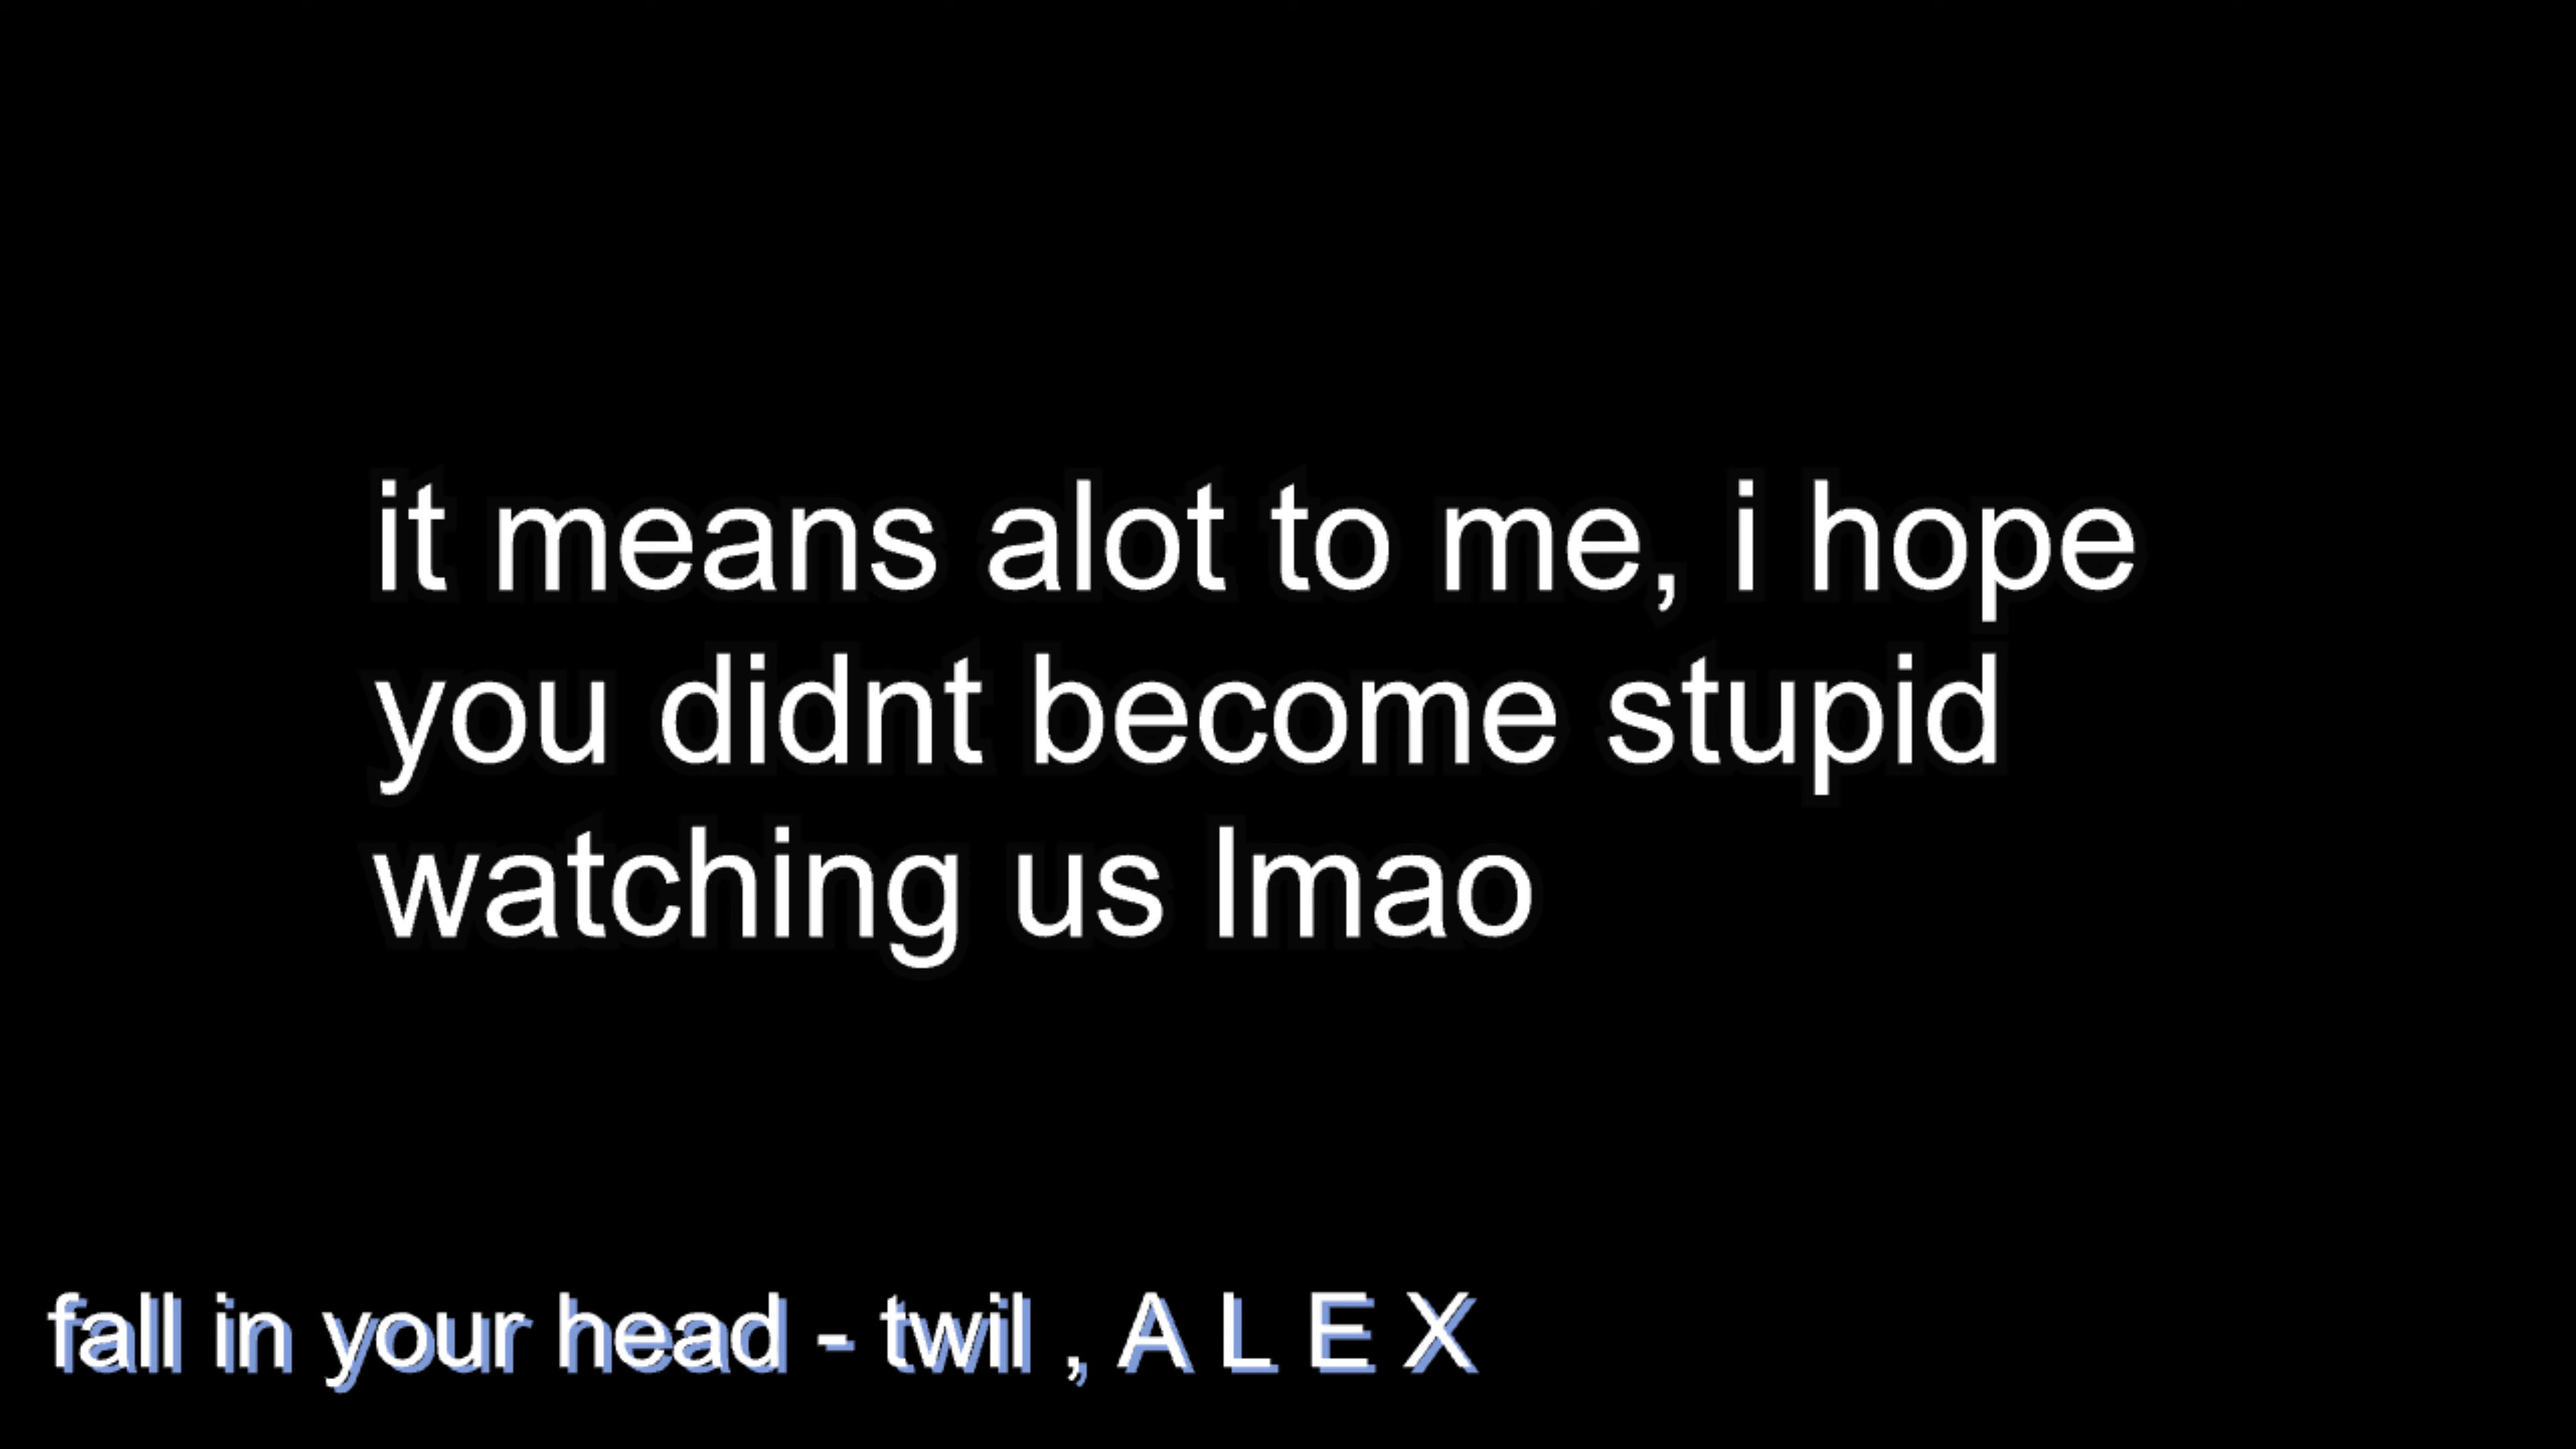 it means alot to me, i hope
you didnt become stupid
watching us lmao
fall in your head - twil , A L E X